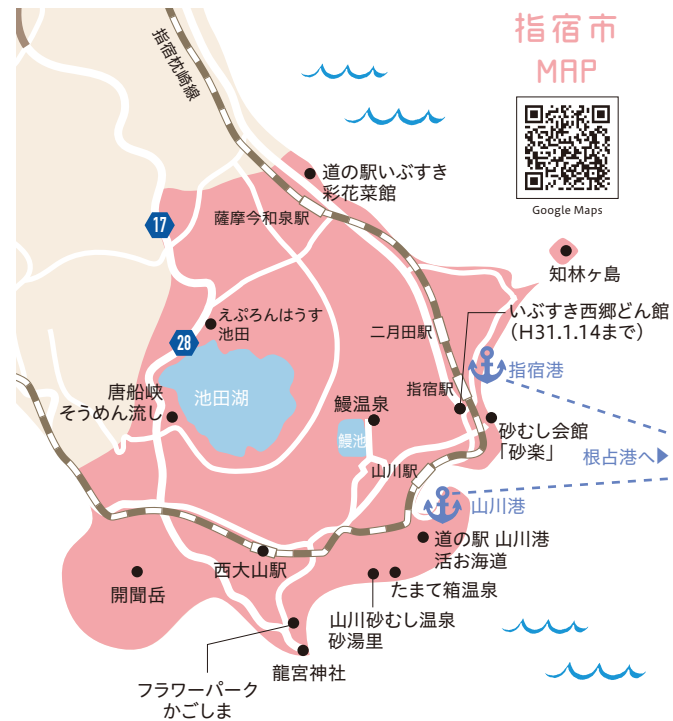 指宿市
MAP
Google Maps
指宿枕崎線
道の駅いぶすき
彩花菜館
17
薩摩今和泉駅
知林ヶ島
えぷろんはうす
池田
いぶすき西郷どん館
（H31.1.14まで）
二月田駅
28
指宿港
唐船峡
そうめん流し
池田湖
指宿駅
鰻温泉
砂むし会館
「砂楽」
鰻池
根占港へ
山川駅
山川港
道の駅 山川港
活お海道
西大山駅
開聞岳
たまて箱温泉
山川砂むし温泉
砂湯里
龍宮神社
フラワーパーク
かごしま